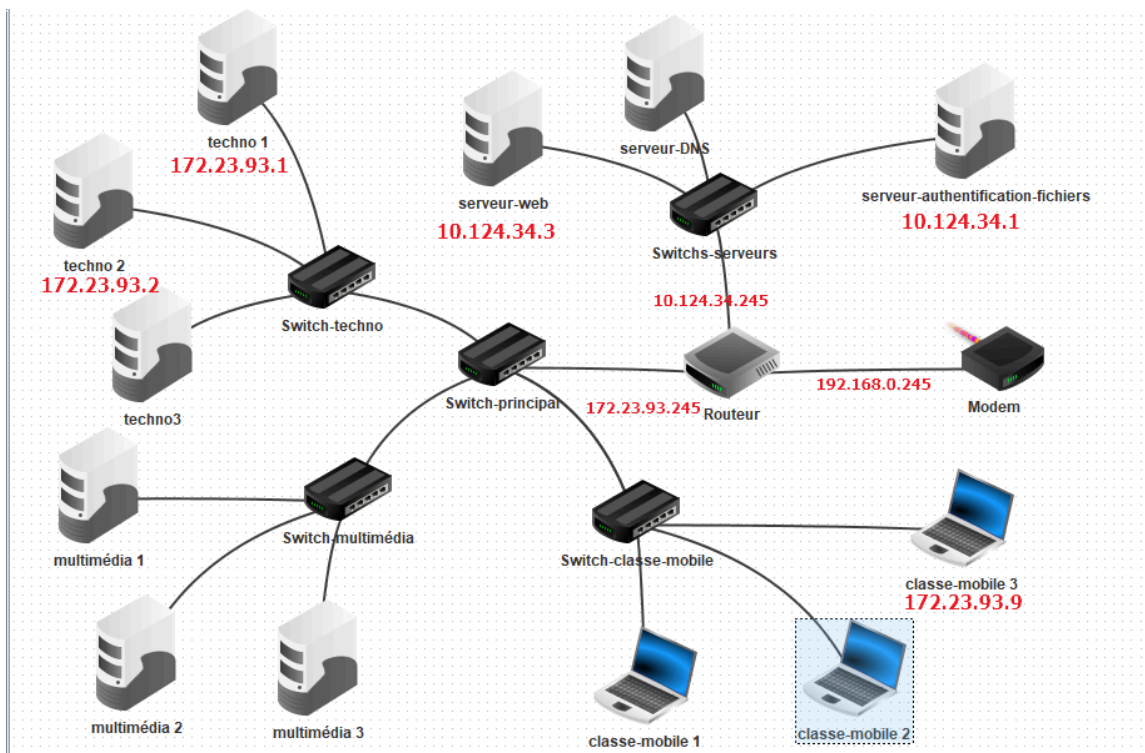 techno 1
172.23.93.1
serveur-DNS
serveur-web
10.124.34.3
serveur-authentification-fichiers
10.124.34.1
Switchs-serveurs
techno 2
172.23.93.2
Switch-techno
10.124.34.245
techno3
Switch-principal
172.23.93.245
Routeur
192.168.0.245
Modem
multimédia 1
Switch-multimédia
Switch-classe-mobile
classe-mobile 3
172.23.93.9
multimédia 2
multimédia 3
classe-mobile 1
classe-mobile 2